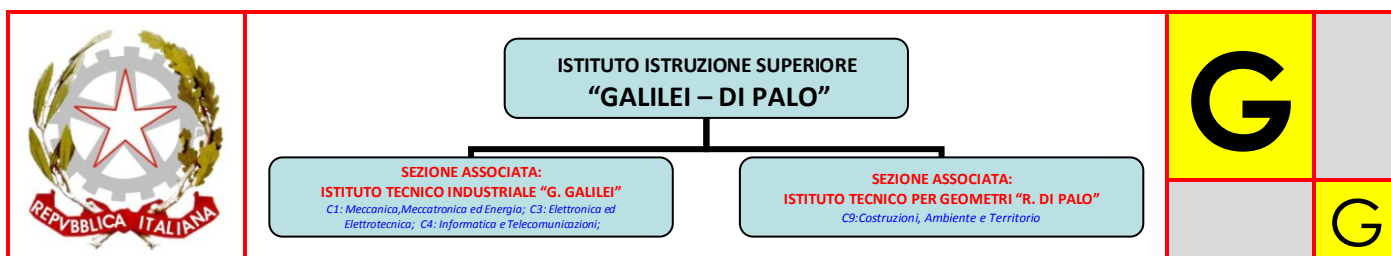 REPVBBLICA ITALIANA
ISTITUTO ISTRUZIONE SUPERIORE
“GALILEI – DI PALO”
SEZIONE ASSOCIATA:
ISTITUTO TECNICO INDUSTRIALE “G. GALILEI”
C1: Meccanica,Meccatronica ed Energia; C3: Elettronica ed
Elettrotecnica; C4: Informatica e Telecomunicazioni;
SEZIONE ASSOCIATA:
ISTITUTO TECNICO PER GEOMETRI “R. DI PALO”
C9:Costruzioni, Ambiente e Territorio
G
G